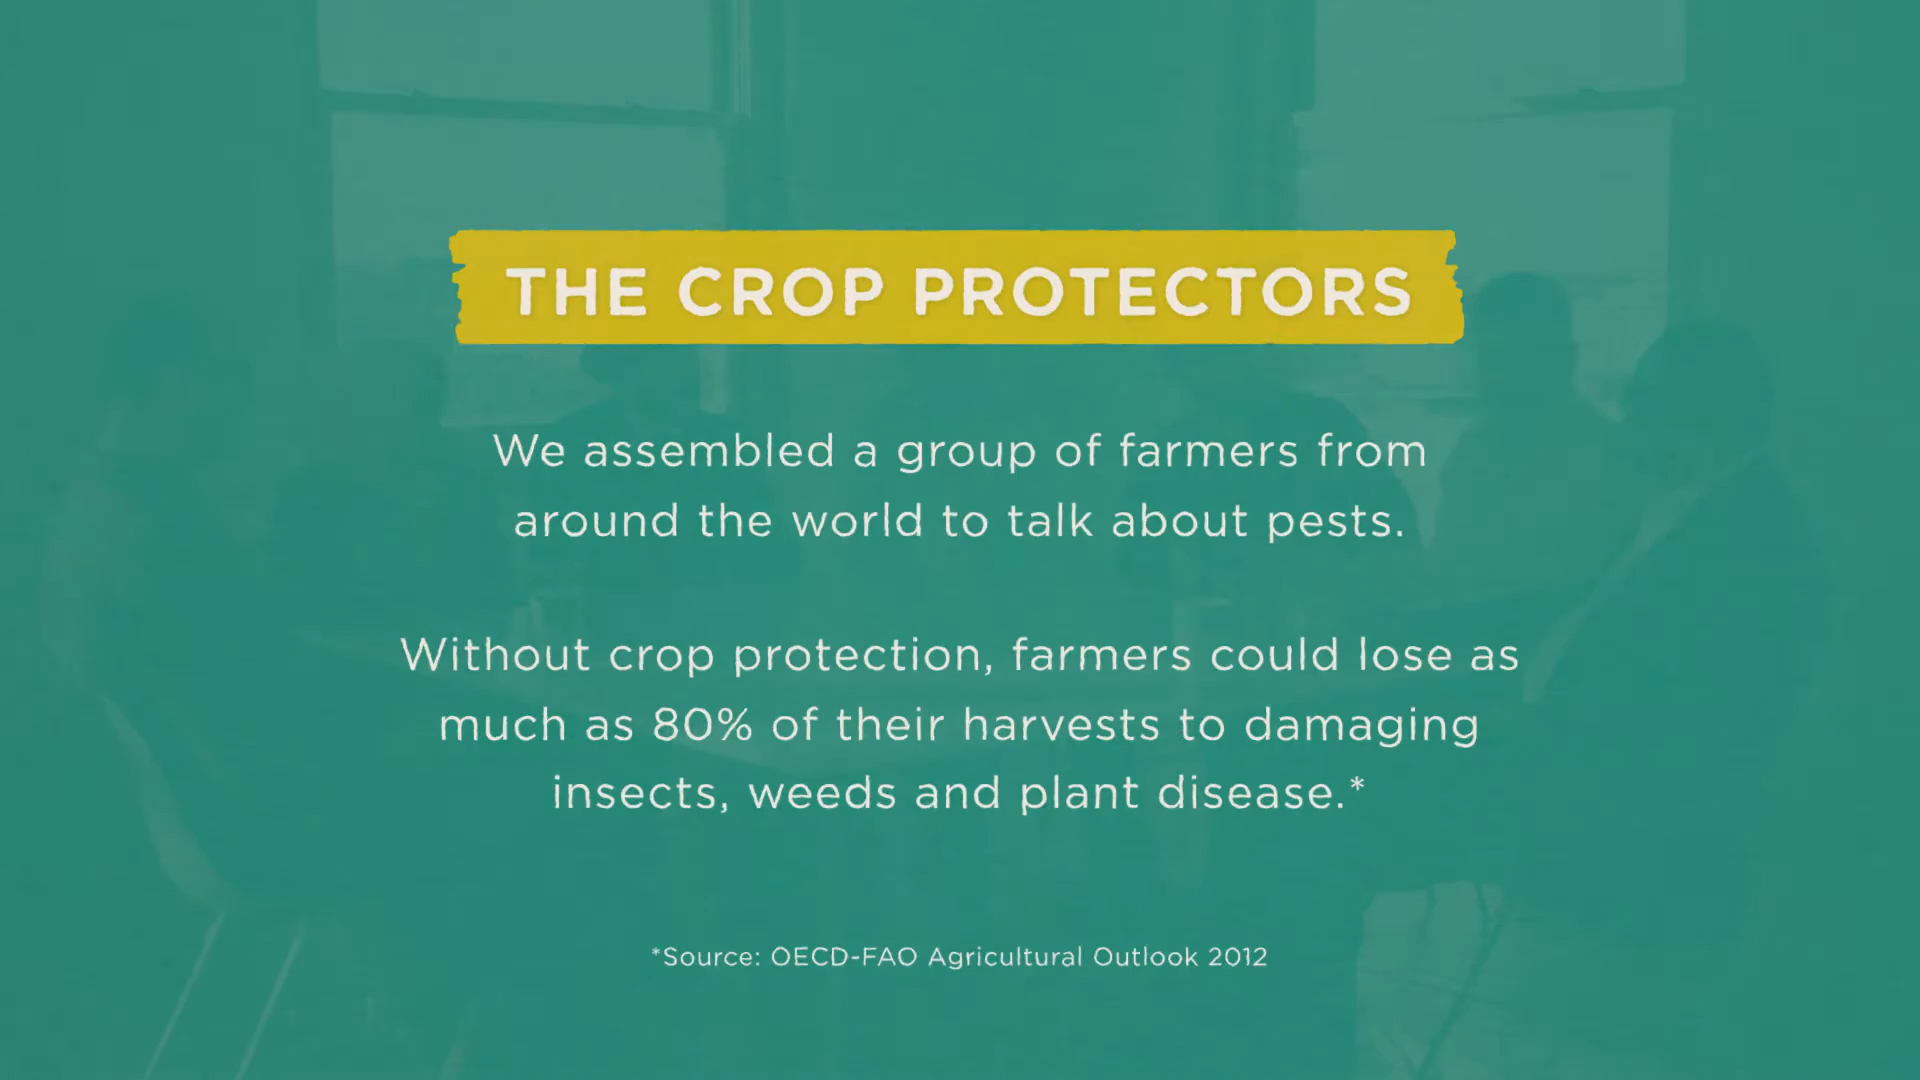 THE CROP PROTECTORS
We assembled a group of farmers from
around the world to talk about pests.
Without crop protection, farmers could lose as
much as 80% of their harvests to damaging
insects, weeds and plant disease.*
*Source: OECD-FAO Agricultural Outlook 2012